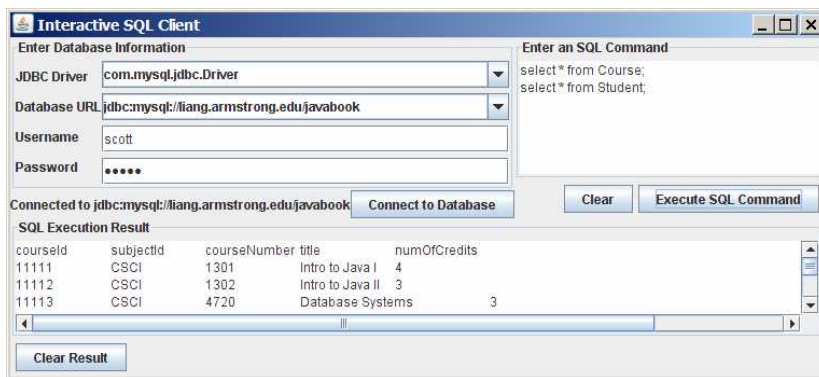 Interactive SQL Client
Enter Database Information
JDBC Driver com.mysql.jdbc.Driver
Database URL jdbc:mysql://liang.armstrong.edu/javabook
Username scott
Password •••••
Connected to jdbc:mysql://liang.armstrong.edu/javabook Connect to Database
Enter an SQL Command
select * from Course;
select * from Student;
Clear Execute SQL Command
SQL Execution Result
courseId subjectId courseNumber title numOfCredits
11111 CSCI 1301 Intro to Java I 4
11112 CSCI 1302 Intro to Java II 3
11113 CSCI 4720 Database Systems 3
Clear Result